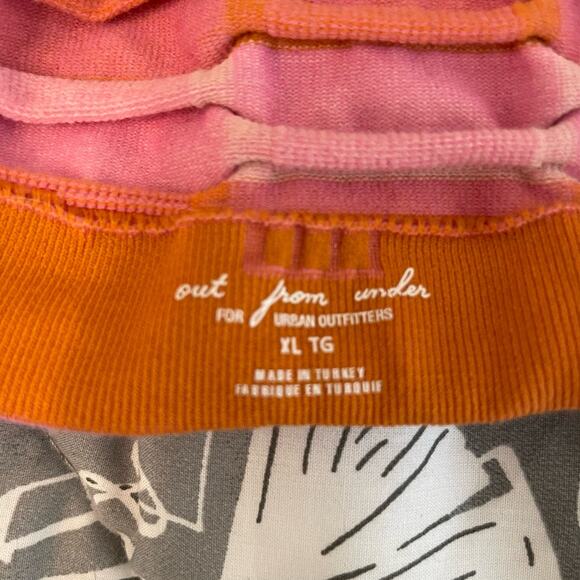 out from under
FOR URBAN OUTFITTERS
XL TG
MADE IN TURKEY
FABRIQUE EN TURQUIE